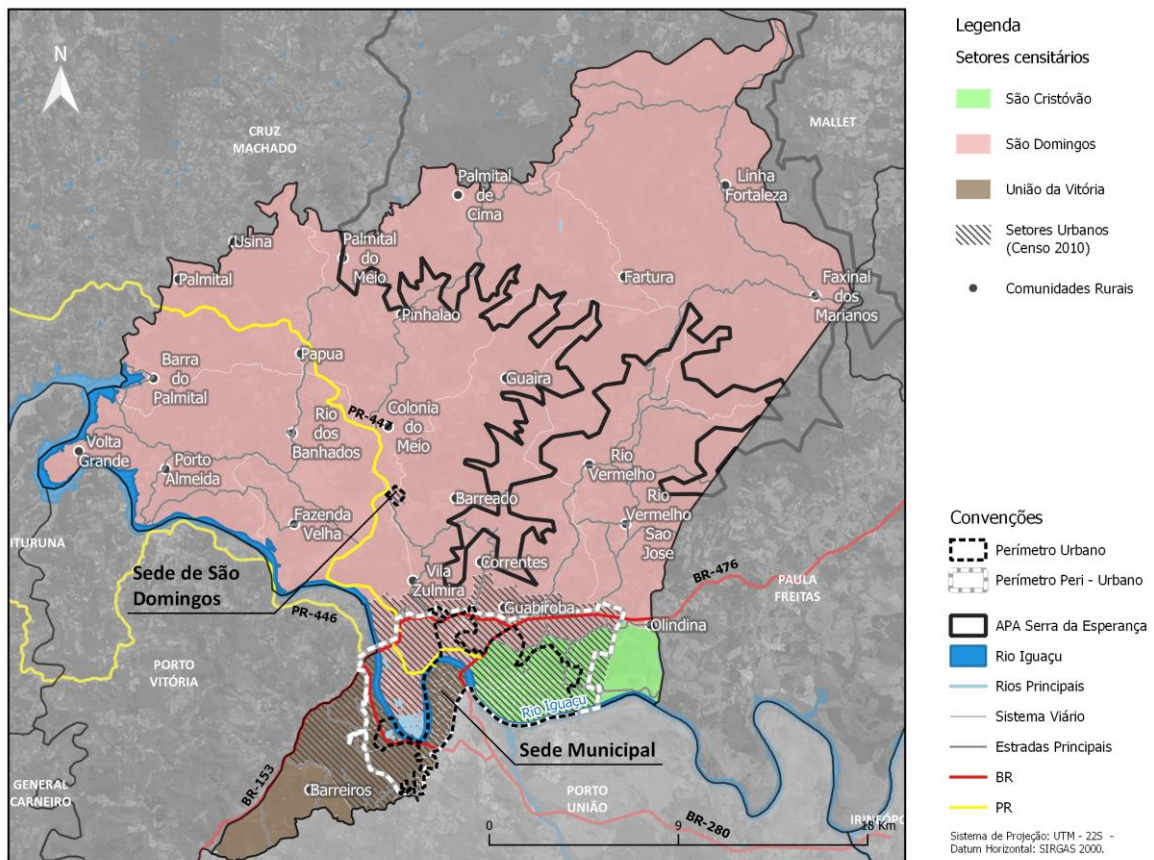 N
CRUZ
MACHADO
MALLET
Palmital
de
Cima
Linha
Fortaleza
Usina
Palmital
do
Meio
Palmital
Fartura
Faxinal
dos
Marianos
Pinhalao
Papua
Barra
do
Palmital
Guaira
PR-447
Colonia
do
Meio
Rio
dos
Banhados
Volta
Grande
Porto
Almeida
Rio
Vermelho
Barreado
Rio
Vermelho
Sao
Jose
Fazenda
Velha
ITURUNA
Correntes
Sede de São
Domingos
Vila
Zulmira
BR-476
PAULA
FREITAS
Guabiroba
PR-446
Olindina
PORTO
VITÓRIA
Rio Iguaçu
Sede Municipal
GENERAL
CARNEIRO
BR-153
Barreiros
PORTO
UNIÃO
BR-280
IRINEÓPO
0
9
18 Km
Legenda
Setores censitários
São Cristóvão
São Domingos
União da Vitória
Setores Urbanos
(Censo 2010)
Comunidades Rurais
Convenções
Perímetro Urbano
Perímetro Peri - Urbano
APA Serra da Esperança
Rio Iguaçu
Rios Principais
Sistema Viário
Estradas Principais
BR
PR
Sistema de Projeção: UTM - 22S -
Datum Horizontal: SIRGAS 2000.